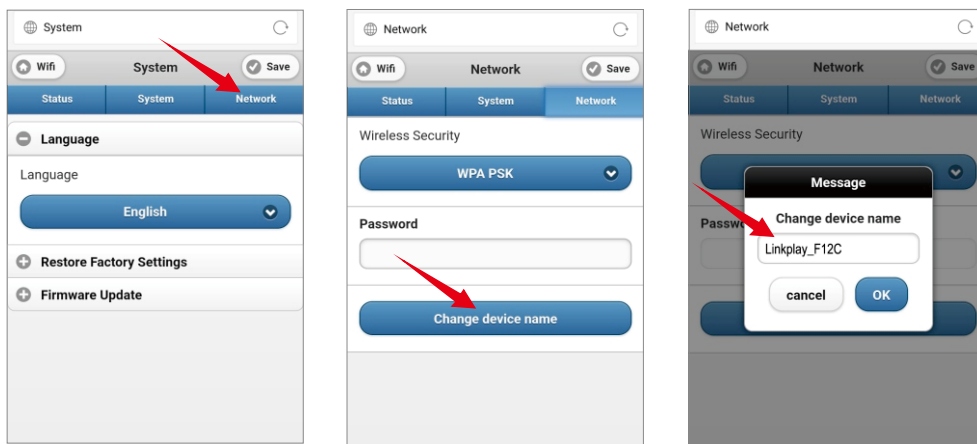 System
Wifi
System
Save
Status
System
Network
Language
Language
English
Restore Factory Settings
Firmware Update
Network
Wifi
Network
Save
Status
System
Network
Wireless Security
WPA PSK
Password
Change device name
Network
Wifi
Network
Save
Status
System
Network
Wireless Security
Message
Change device name
Passw
Linkplay_F12C
cancel
OK